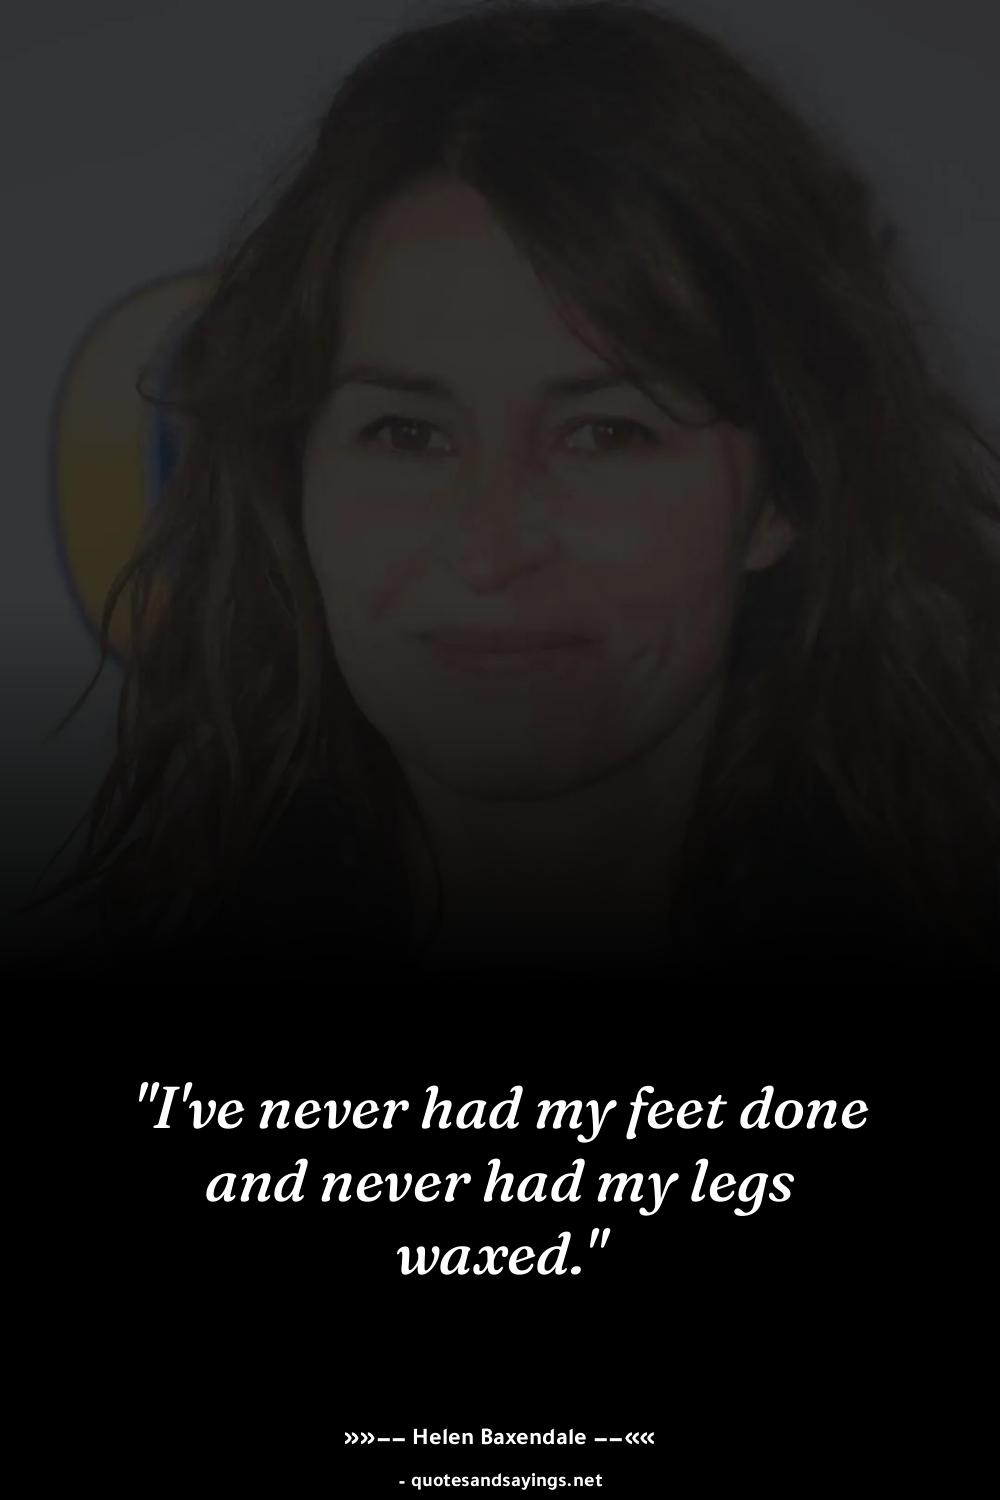 "I've never had my feet done
and never had my legs
waxed."
»»−− Helen Baxendale −−««
- quotesandsayings.net